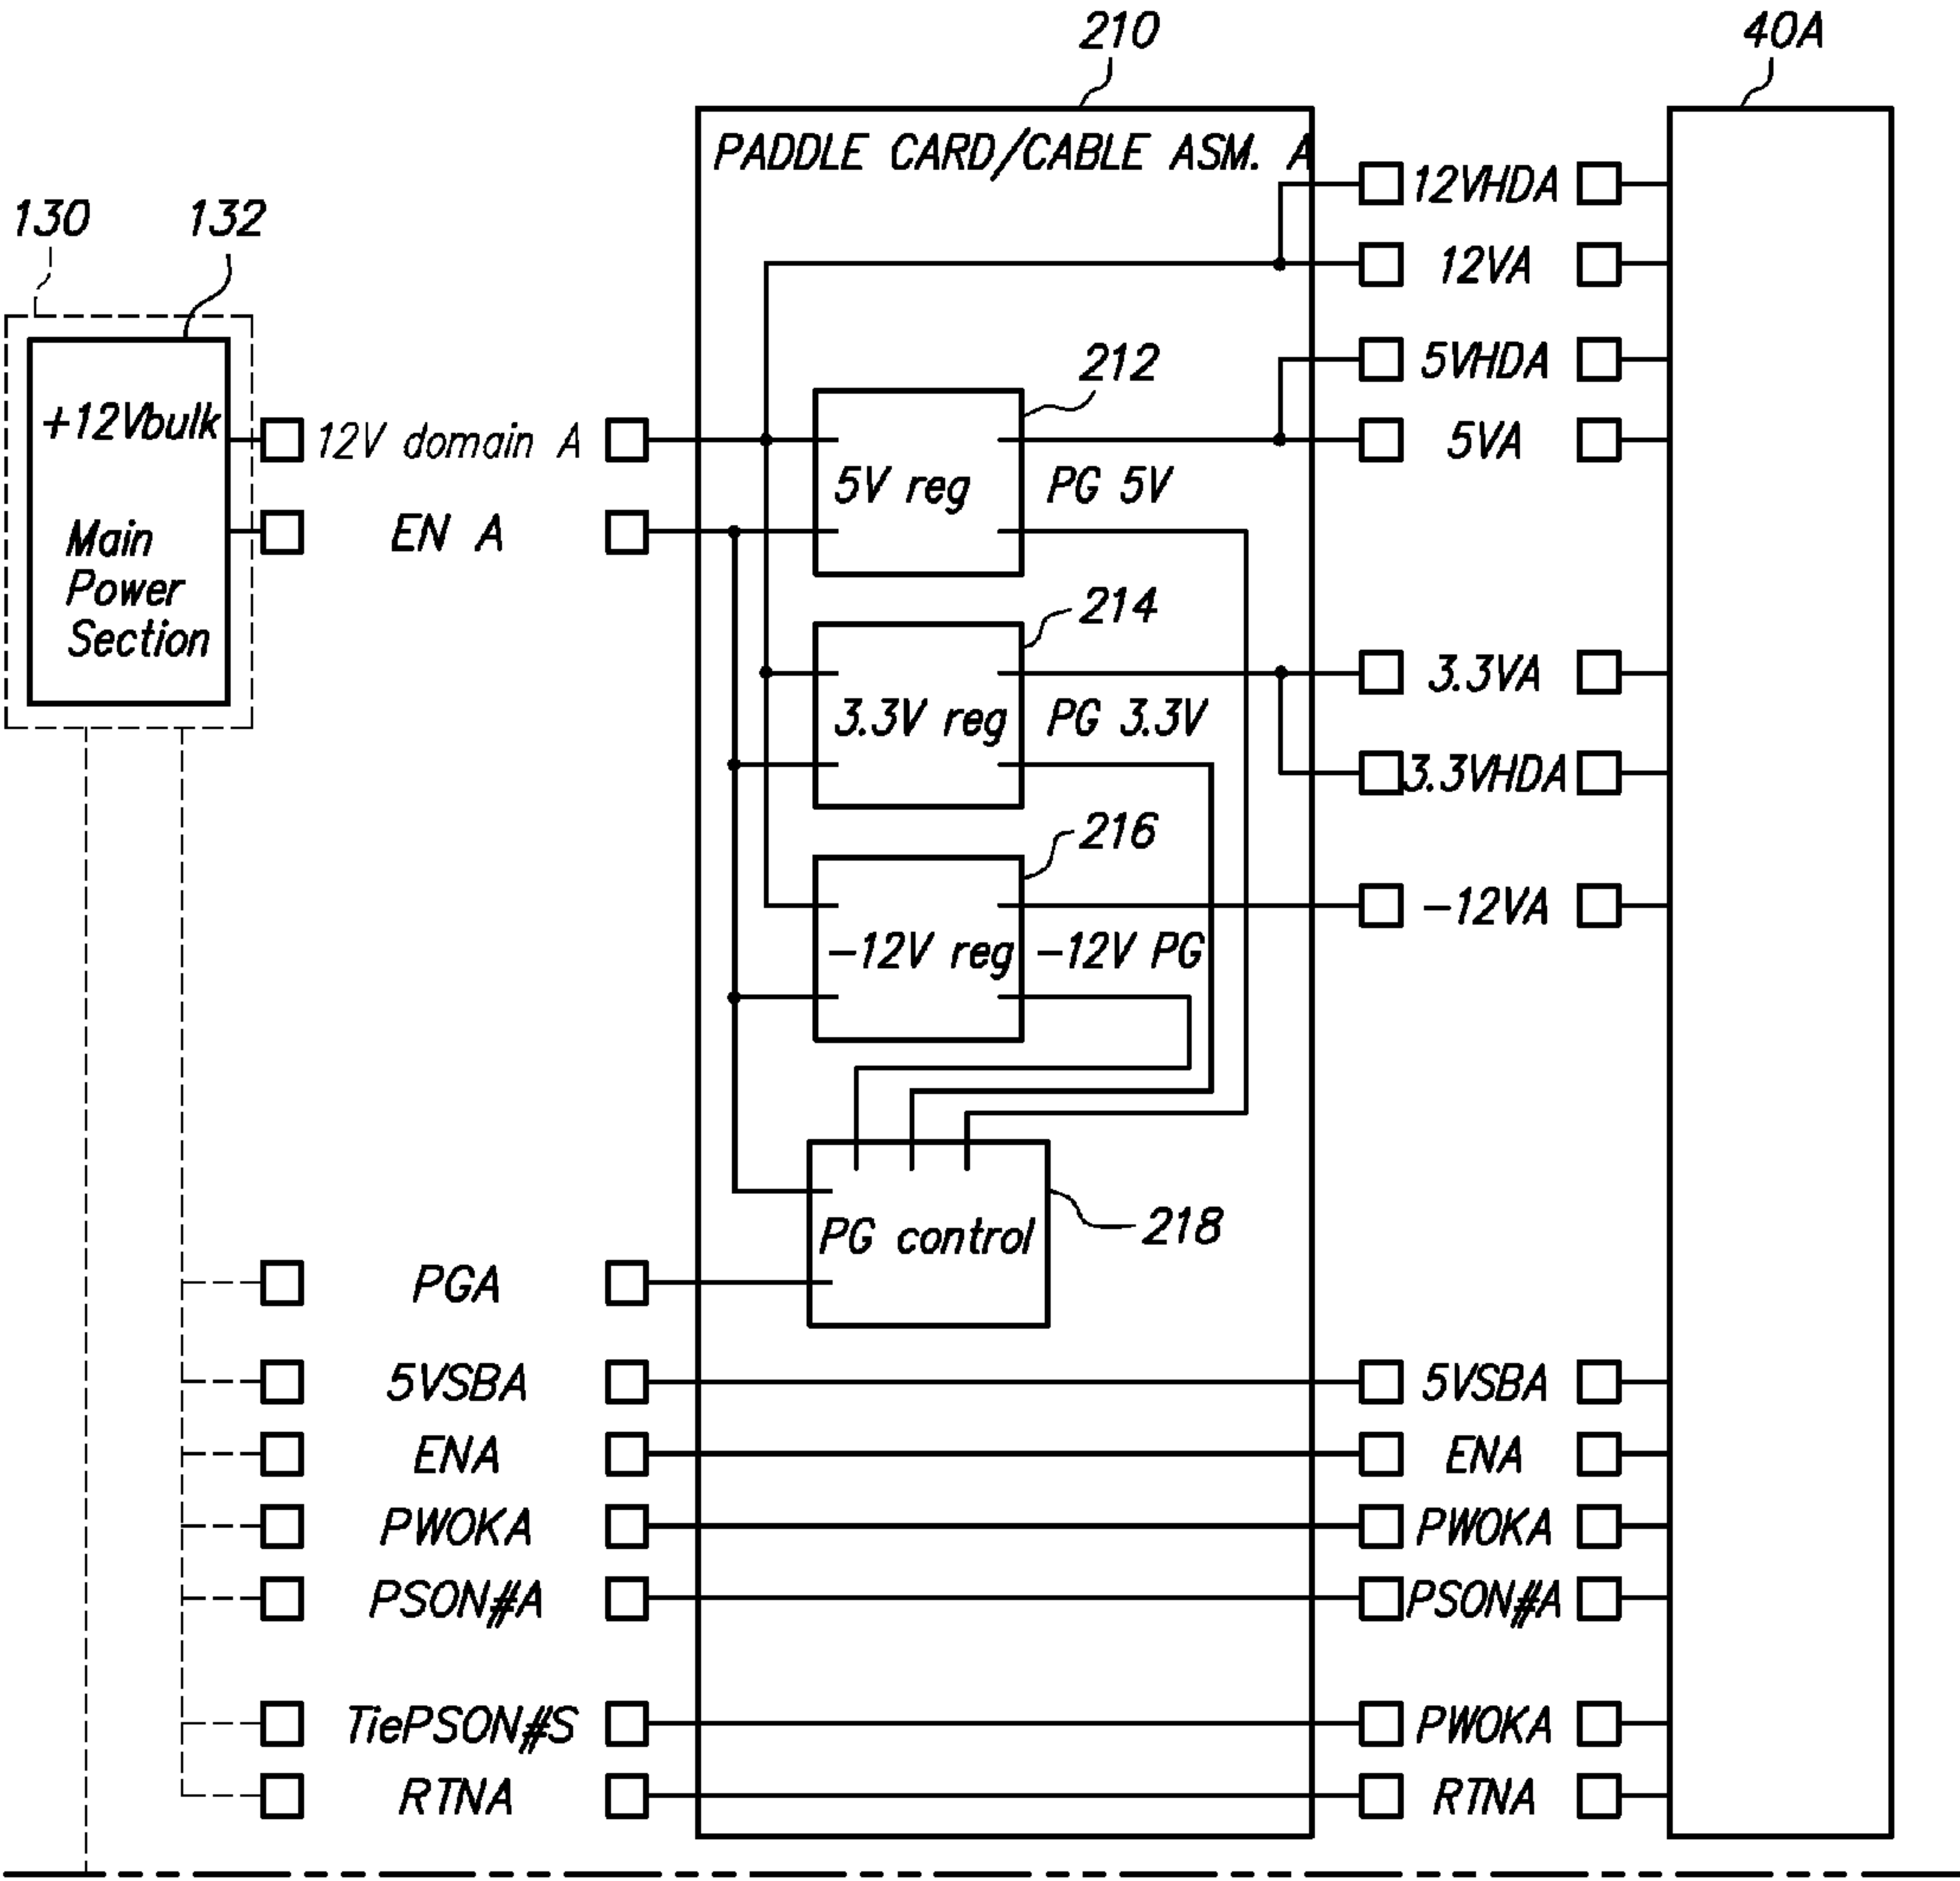 210
40A
PADDLE CARD/CABLE ASM. A
12VHDA
130
132
12VA
212
5VHDA
+12Vbulk
12V domain A
5VA
5V reg
PG 5V
Main
Power
Section
EN A
214
3.3VA
3.3V reg
PG 3.3V
3.3VHDA
216
-12VA
-12V reg
-12V PG
218
PG control
PGA
5VSBA
5VSBA
ENA
ENA
PWOKA
PWOKA
PSON#A
PSON#A
TiePSON#S
PWOKA
RTNA
RTNA